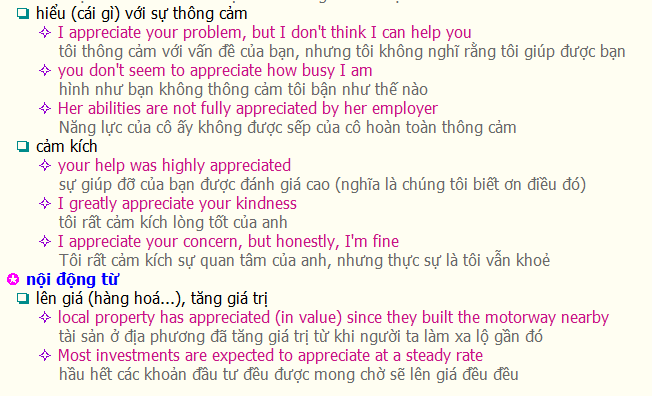 hiểu (cái gì) với sự thông cảm
I appreciate your problem, but I don't think I can help you
tôi thông cảm với vấn đề của bạn, nhưng tôi không nghĩ rằng tôi giúp được bạn
you don't seem to appreciate how busy I am
hình như bạn không thông cảm tôi bận như thế nào
Her abilities are not fully appreciated by her employer
Năng lực của cô ấy không được sếp của cô hoàn toàn thông cảm
cảm kích
your help was highly appreciated
sự giúp đỡ của bạn được đánh giá cao (nghĩa là chúng tôi biết ơn điều đó)
I greatly appreciate your kindness
tôi rất cảm kích lòng tốt của anh
I appreciate your concern, but honestly, I'm fine
Tôi rất cảm kích sự quan tâm của anh, nhưng thực sự là tôi vẫn khoẻ
nội động từ
lên giá (hàng hoá...), tăng giá trị
local property has appreciated (in value) since they built the motorway nearby
tài sản ở địa phương đã tăng giá trị từ khi người ta làm xa lộ gần đó
Most investments are expected to appreciate at a steady rate
hầu hết các khoản đầu tư đều được mong chờ sẽ lên giá đều đều